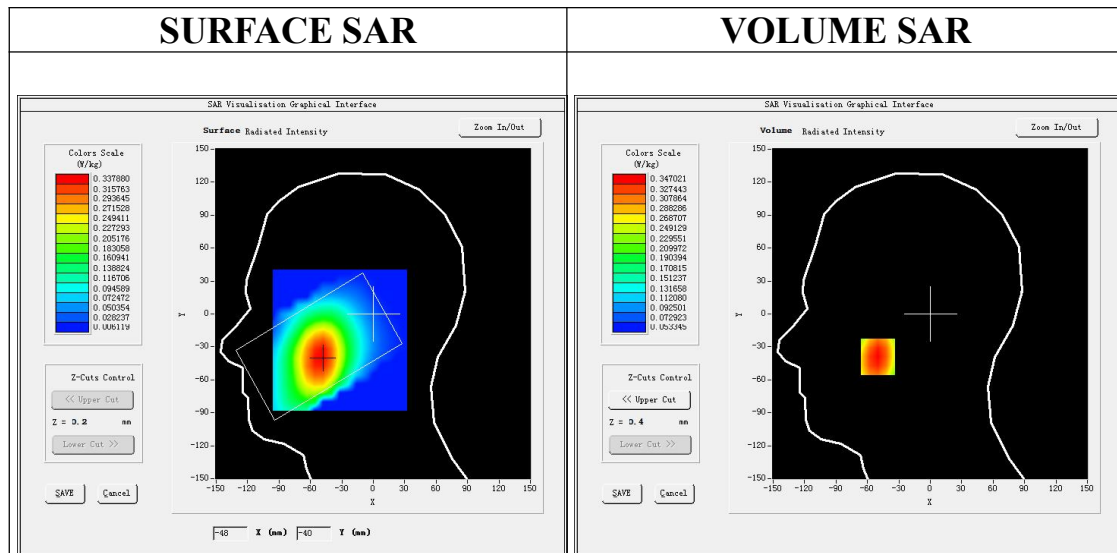 SURFACE SAR
VOLUME SAR
SAR Visualisation Graphical Interface
Surface Radiated Intensity
Zoom In/Out
Colors Scale
(W/kg)
0.337880
0.315763
0.293645
0.271528
0.249411
0.227293
0.205176
0.183058
0.160941
0.138824
0.116706
0.094589
0.072472
0.050354
0.028237
0.006119
Z-Cuts Control
<< Upper Cut
Z = 0.2 mm
Lower Cut >>
SAVE
Cancel
150
120
90
60
30
0
-30
-60
-90
-120
-150
Y
-150 -120 -90 -60 -30 0 30 60 90 120 150
X
-48 X (mm) -40 Y (mm)
SAR Visualisation Graphical Interface
Volume Radiated Intensity
Zoom In/Out
Colors Scale
(W/kg)
0.347021
0.327443
0.307864
0.288286
0.268707
0.249129
0.229551
0.209972
0.190394
0.170815
0.151237
0.131658
0.112080
0.092501
0.072923
0.053345
Z-Cuts Control
<< Upper Cut
Z = 0.4 mm
Lower Cut >>
SAVE
Cancel
150
120
90
60
30
0
-30
-60
-90
-120
-150
Y
-150 -120 -90 -60 -30 0 30 60 90 120 150
X